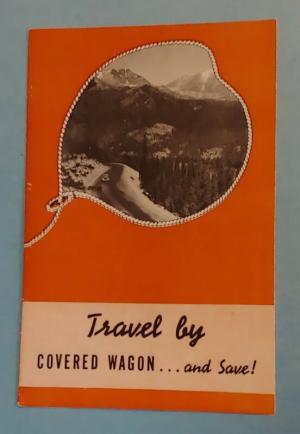 Travel by
COVERED WAGON ... and Save!